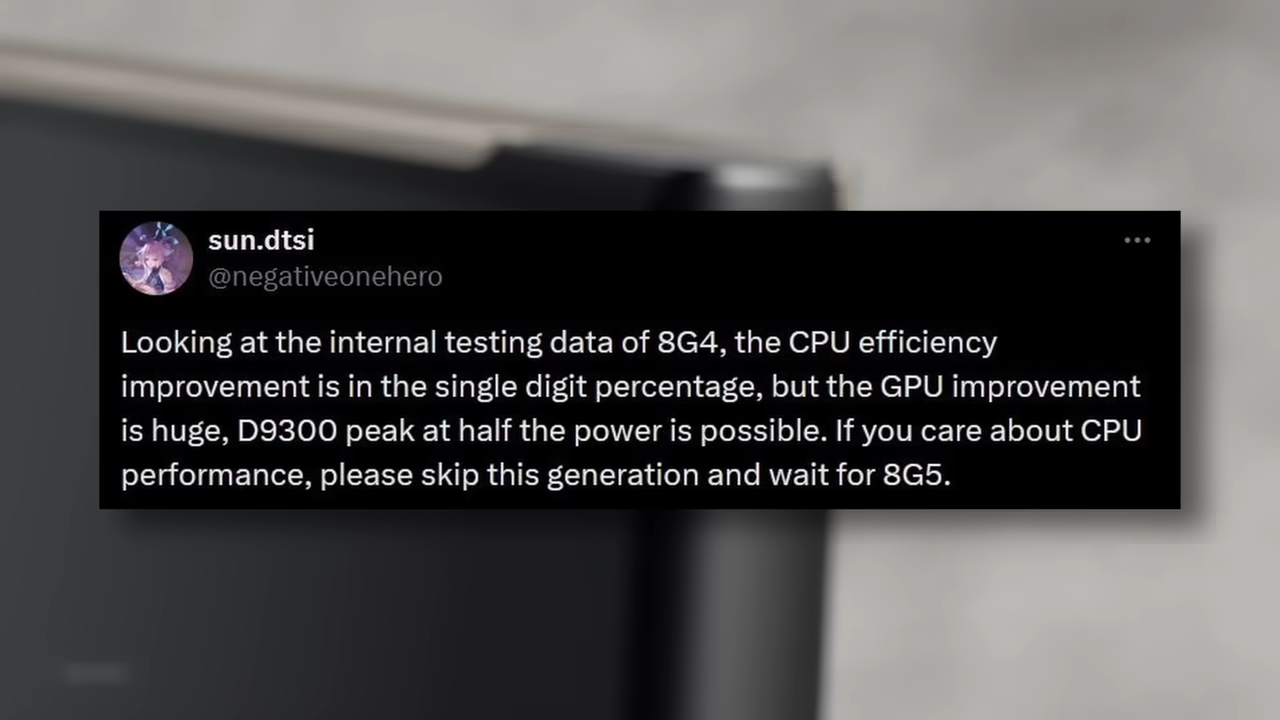 sun.dtsi
@negativeonehero
Looking at the internal testing data of 8G4, the CPU efficiency
improvement is in the single digit percentage, but the GPU improvement
is huge, D9300 peak at half the power is possible. If you care about CPU
performance, please skip this generation and wait for 8G5.